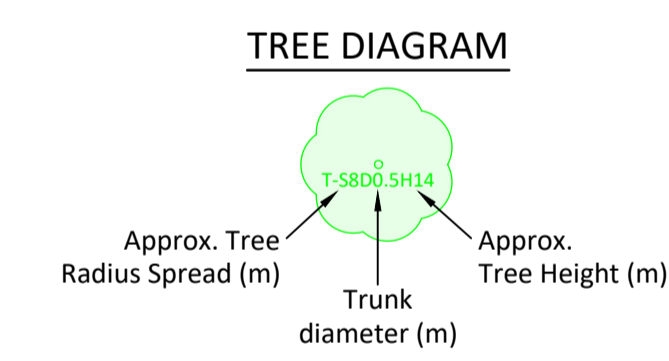 TREE DIAGRAM
T-S8D0.5H14
Approx. Tree
Radius Spread (m)
Trunk
diameter (m)
Approx.
Tree Height (m)